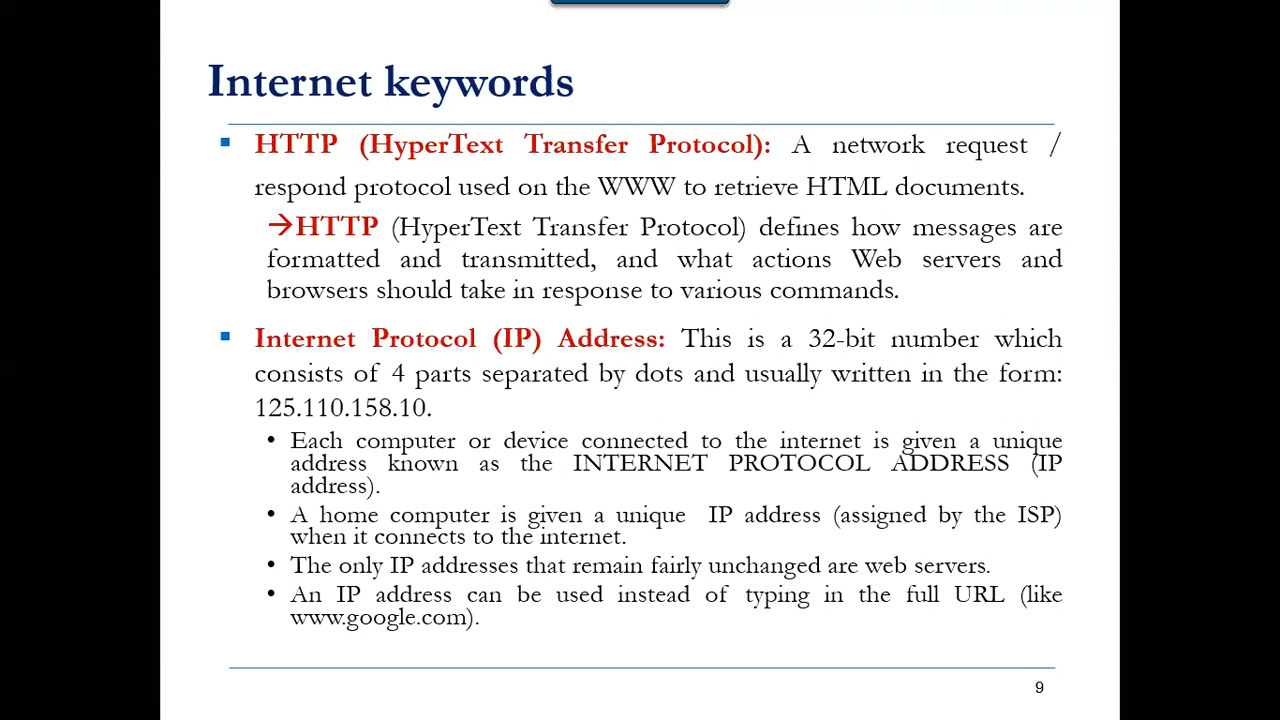 Internet keywords
▪ HTTP (HyperText Transfer Protocol): A network request /
respond protocol used on the WWW to retrieve HTML documents.
→HTTP (HyperText Transfer Protocol) defines how messages are
formatted and transmitted, and what actions Web servers and
browsers should take in response to various commands.
▪ Internet Protocol (IP) Address: This is a 32-bit number which
consists of 4 parts separated by dots and usually written in the form:
125.110.158.10.
• Each computer or device connected to the internet is given a unique
address known as the INTERNET PROTOCOL ADDRESS (IP
address).
• A home computer is given a unique IP address (assigned by the ISP)
when it connects to the internet.
• The only IP addresses that remain fairly unchanged are web servers.
• An IP address can be used instead of typing in the full URL (like
www.google.com).
9